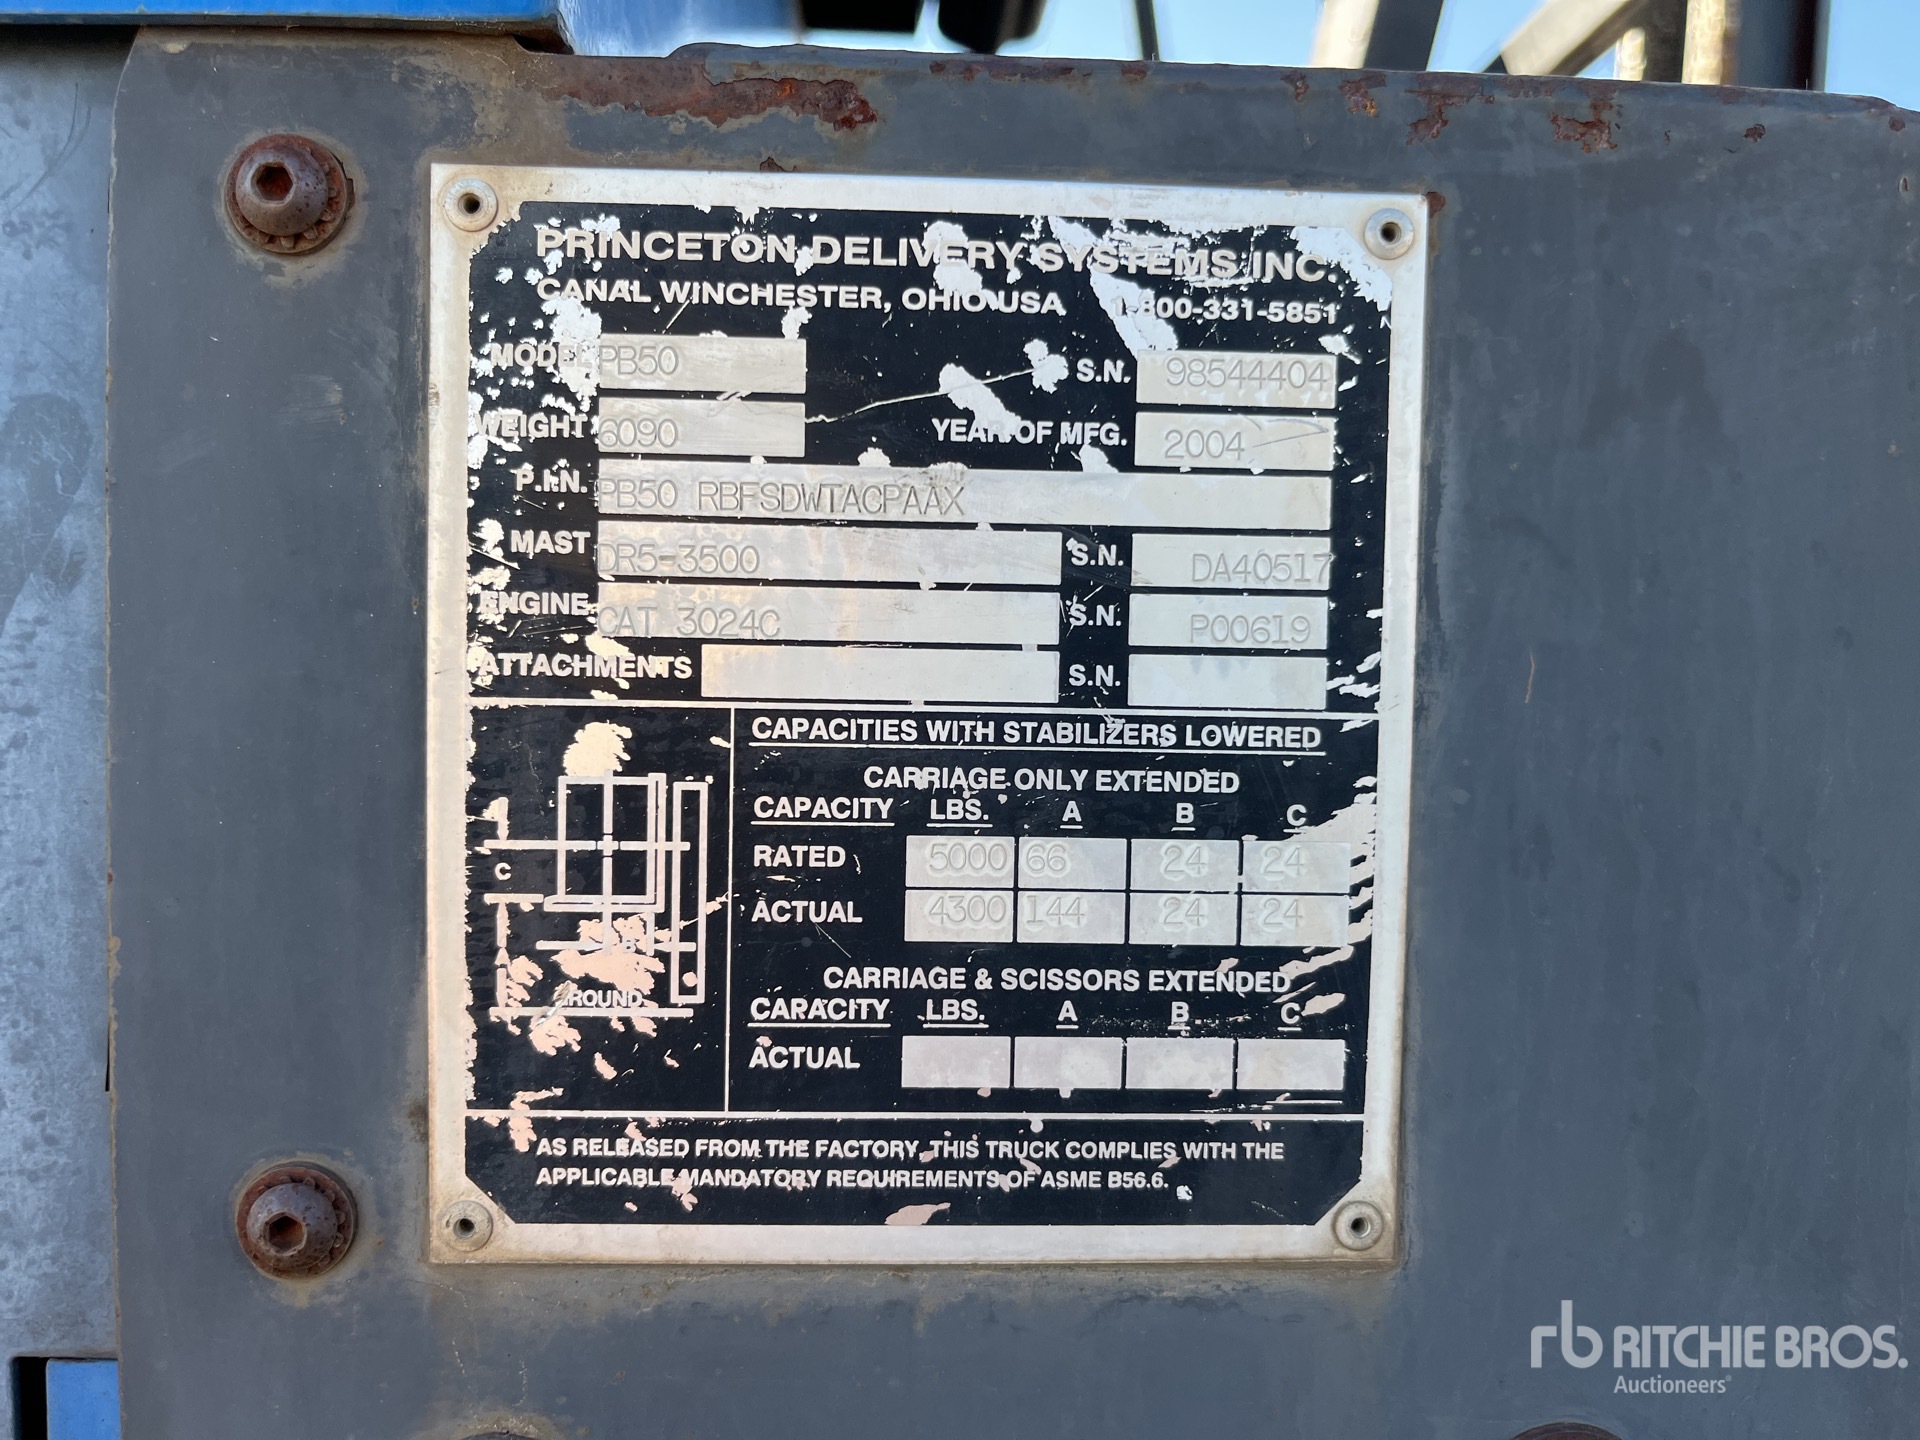 PRINCETON DELIVERY SYSTEMS INC.
CANAL WINCHESTER, OHIO USA 1-800-331-5851
MODEL PB50 S.N. 98544404
WEIGHT 6090 YEAR OF MFG. 2004
P.I.N. PB50 RBFSDWTACPAAX
MAST DR5-3500 S.N. DA40517
ENGINE CAT 3024C S.N. P00619
ATTACHMENTS S.N.
CAPACITIES WITH STABILIZERS LOWERED
CARRIAGE ONLY EXTENDED
CAPACITY LBS. A B C
RATED 5000 66 24 24
ACTUAL 4300 144 24 24
CARRIAGE & SCISSORS EXTENDED
CAPACITY LBS. A B C
ACTUAL
C
B
A
GROUND
AS RELEASED FROM THE FACTORY, THIS TRUCK COMPLIES WITH THE
APPLICABLE MANDATORY REQUIREMENTS OF ASME B56.6.
rb RITCHIE BROS.
Auctioneers